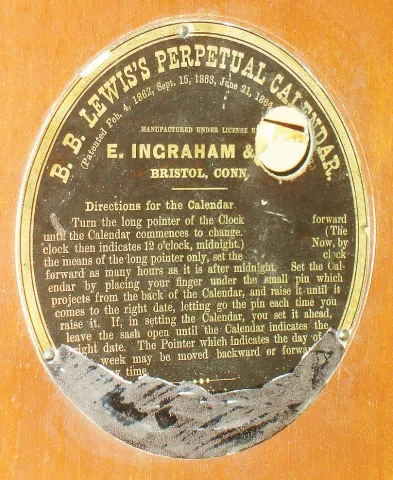 B. B. LEWIS'S PERPETUAL CALENDAR.
(Patented Feb. 4, 1862, Sept. 15, 1863, June 21, 1864
MANUFACTURED UNDER LICENSE
E. INGRAHAM &
BRISTOL, CONN
Directions for the Calendar.
Turn the long pointer of the Clock forward
until the Calendar commences to change. (The
clock then indicates 12 o'clock, midnight.) Now, by
the means of the long pointer only, set the clock
forward as many hours as it is after midnight. Set the Cal-
endar by placing your finger under the small pin which
projects from the back of the Calendar, and raise it until it
comes to the right date, letting go the pin each time you
raise it. If, in setting the Calendar, you set it ahead,
leave the sash open until the Calendar indicates the
right date. The Pointer which indicates the day of
week may be moved backward or
time.